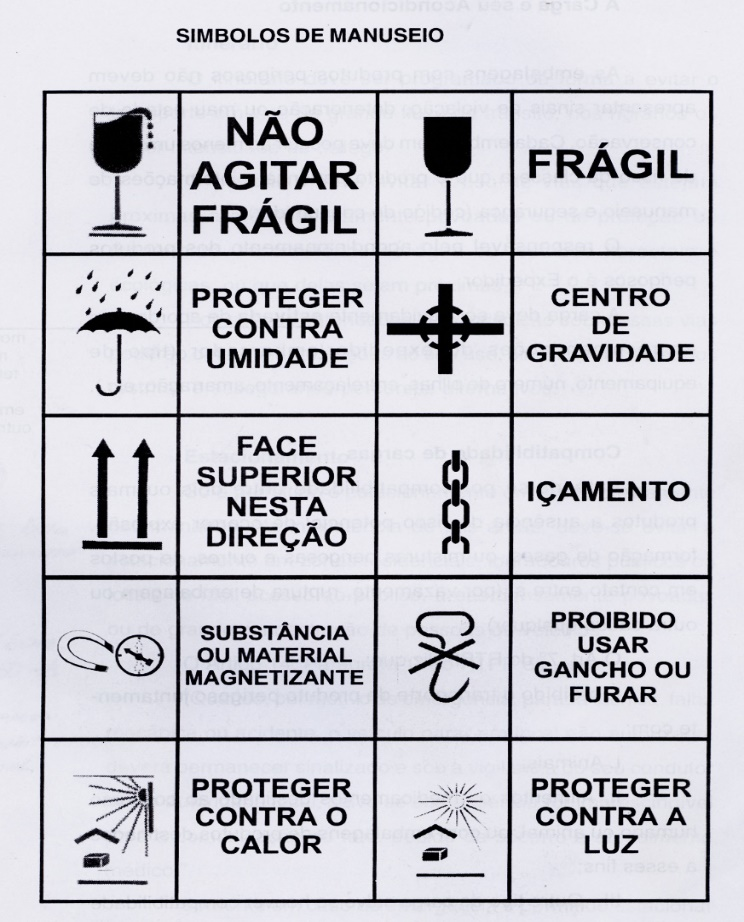 SIMBOLOS DE MANUSEIO
NÃO
AGITAR
FRÁGIL
FRÁGIL
PROTEGER
CONTRA
UMIDADE
CENTRO
DE
GRAVIDADE
FACE
SUPERIOR
NESTA
DIREÇÃO
IÇAMENTO
SUBSTÂNCIA
OU MATERIAL
MAGNETIZANTE
PROIBIDO
USAR
GANCHO OU
FURAR
PROTEGER
CONTRA O
CALOR
PROTEGER
CONTRA A
LUZ